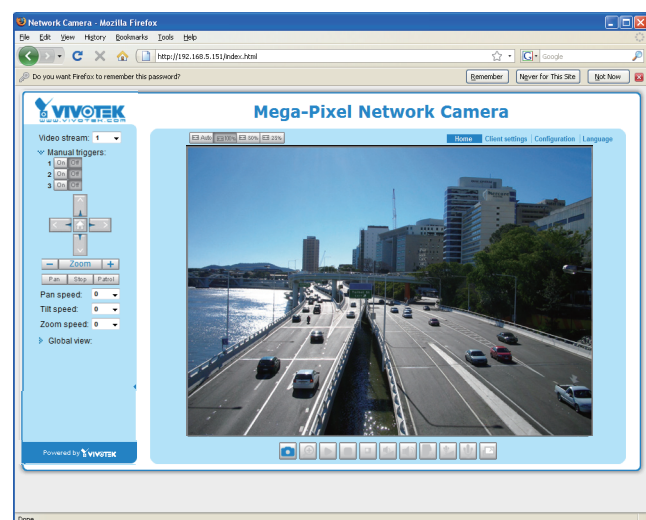 Network Camera - Mozilla Firefox
File Edit View History Bookmarks Tools Help
http://192.168.5.151/index.html
Google
Do you want Firefox to remember this password?
Remember Never for This Site Not Now
VIVOTEK
WWW.VIVOTEK.COM
Mega-Pixel Network Camera
Video stream: 1
Auto 100% 50% 25%
Home Client settings Configuration Language
Manual triggers:
1 On Off
2 On Off
3 On Off
Zoom
Pan Stop Patrol
Pan speed: 0
Tilt speed: 0
Zoom speed: 0
Global view:
Powered by VIVOTEK
Done